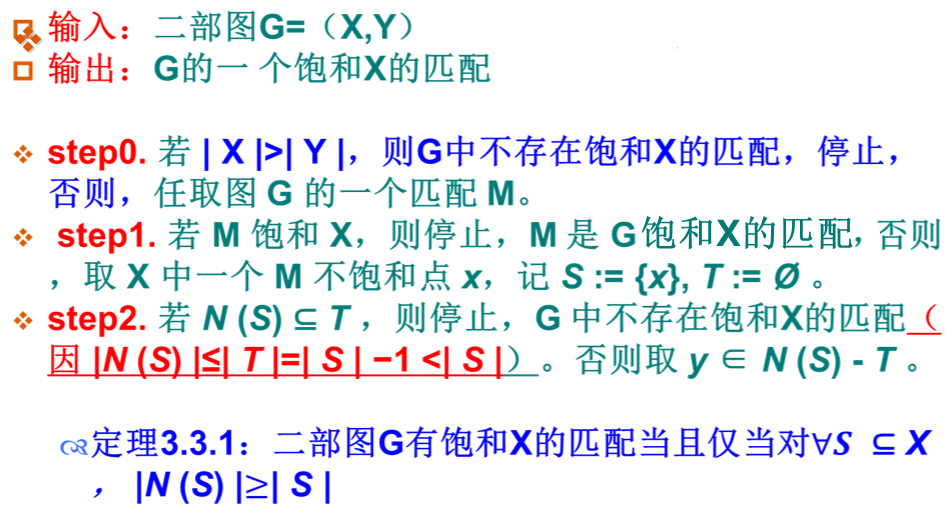 输入：二部图G=（X,Y）
输出：G的一 个饱和X的匹配
step0. 若 | X |>| Y |，则G中不存在饱和X的匹配，停止，
否则，任取图 G 的一个匹配 M。
step1. 若 M 饱和 X，则停止，M 是 G饱和X的匹配，否则
，取 X 中一个 M 不饱和点 x，记 S := {x}, T := Ø 。
step2. 若 N (S) ⊆ T ，则停止，G 中不存在饱和X的匹配（
因 |N (S) |≤| T |=| S | −1 <| S |）。否则取 y ∈ N (S) - T 。
定理3.3.1：二部图G有饱和X的匹配当且仅当对∀S ⊆ X
， |N (S) |≥| S |